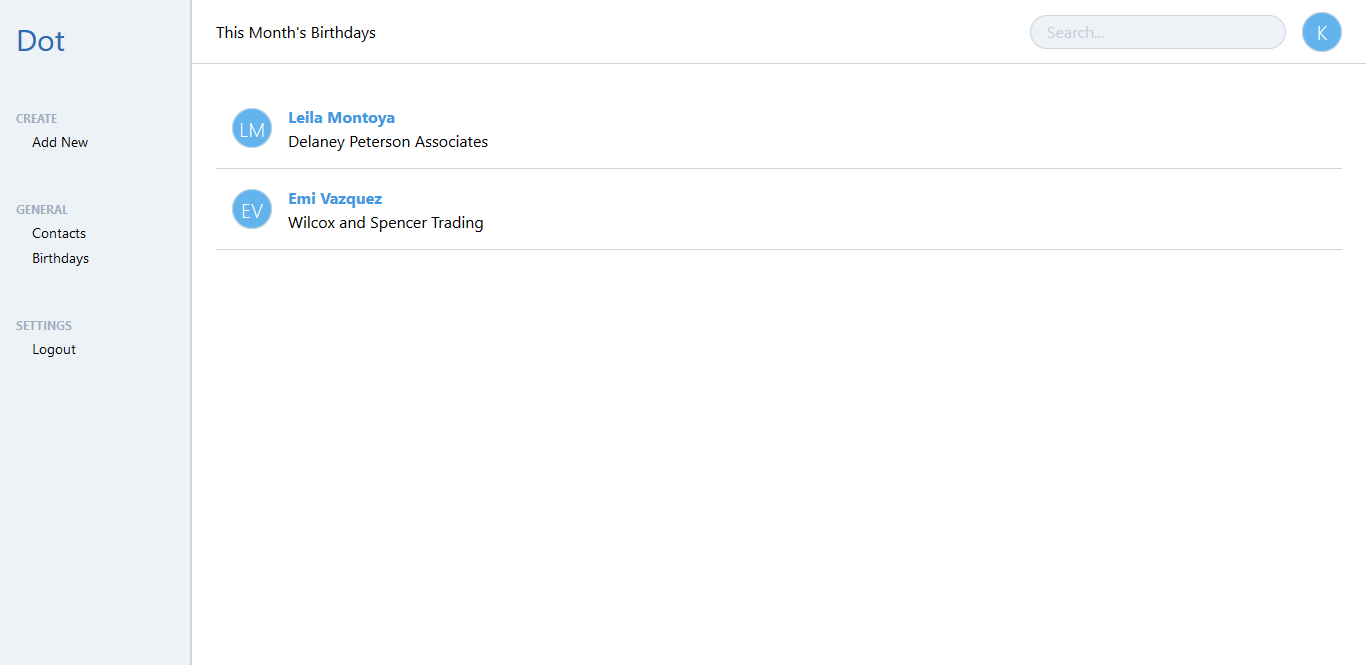 Dot
CREATE
Add New
GENERAL
Contacts
Birthdays
SETTINGS
Logout
This Month's Birthdays
Search...
K
LM
Leila Montoya
Delaney Peterson Associates
EV
Emi Vazquez
Wilcox and Spencer Trading